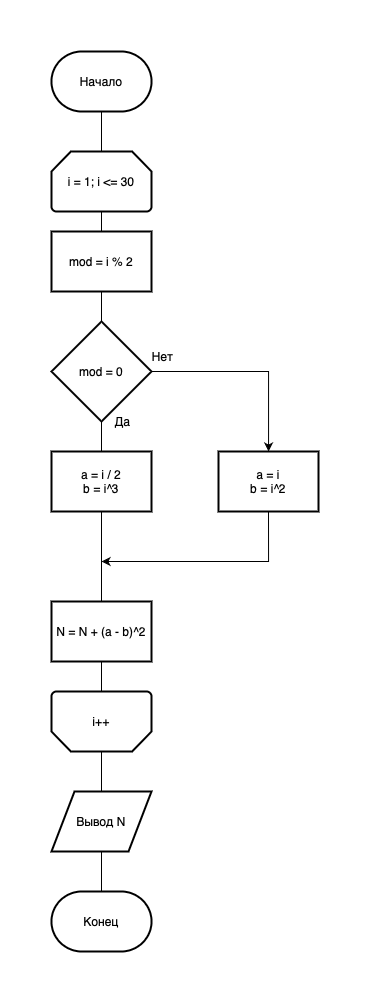 Начало
i = 1; i <= 30
mod = i % 2
mod = 0
Нет
Да
a = i / 2
b = i^3
a = i
b = i^2
N = N + (a - b)^2
i++
Вывод N
Конец